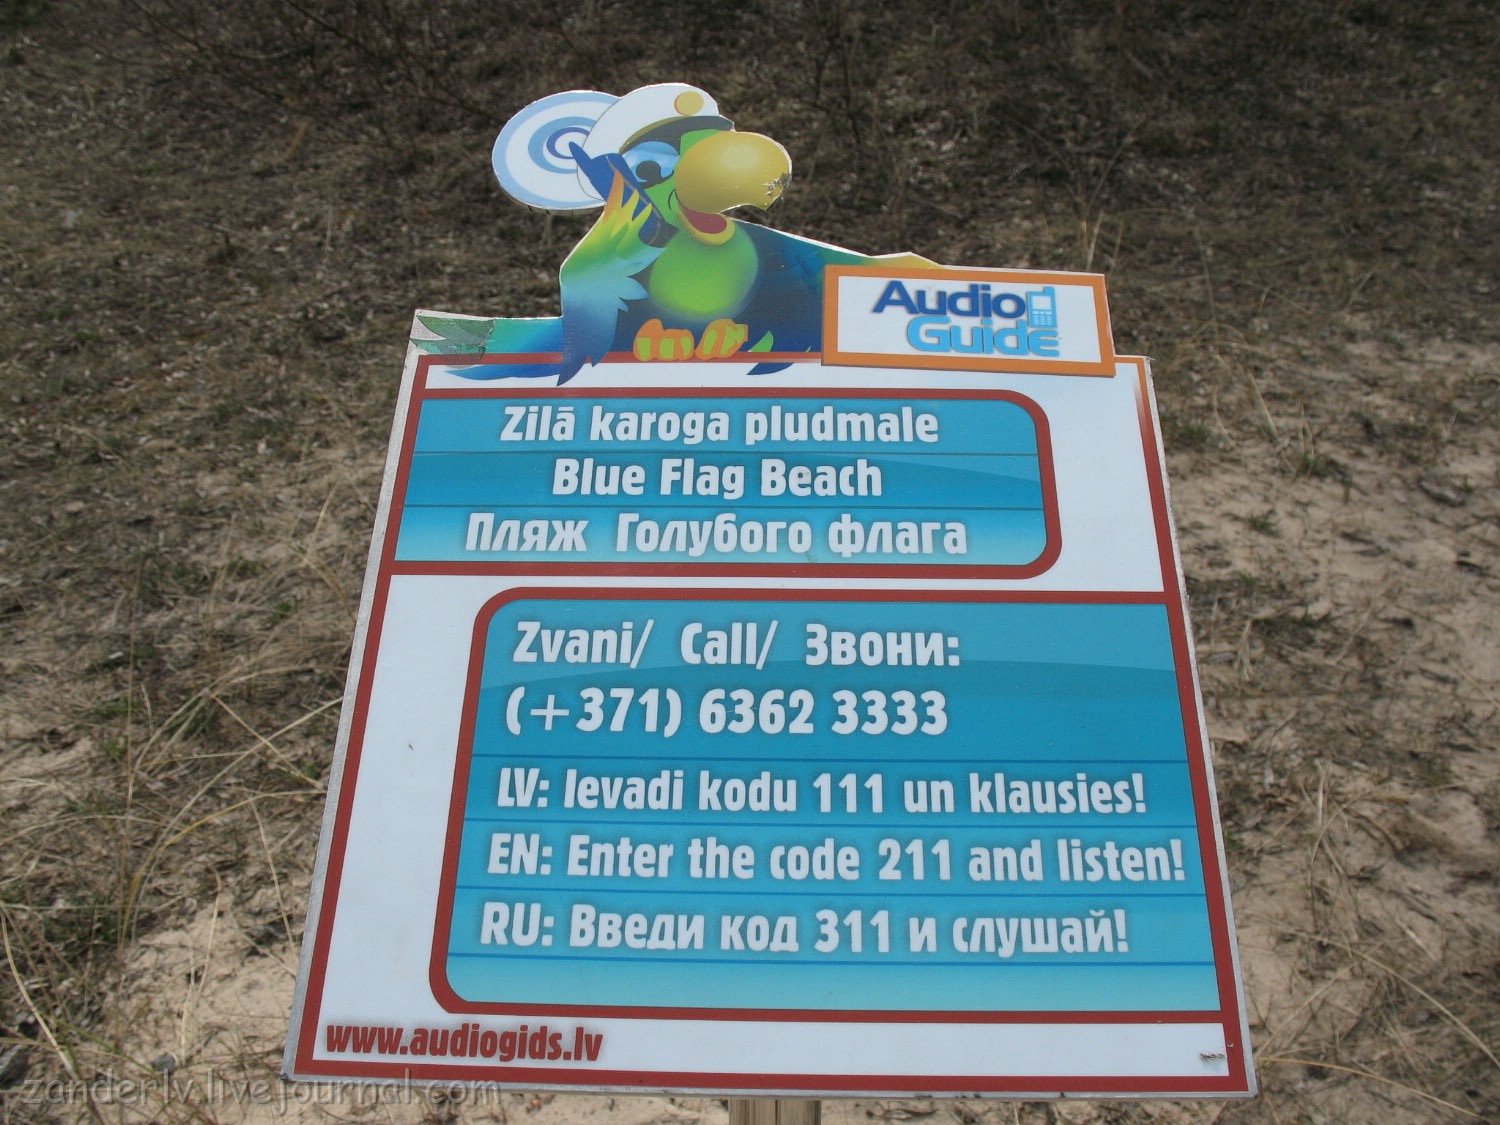 Audio
Guide
Zilā karoga pludmale
Blue Flag Beach
Пляж Голубого флага
Zvani/ Call/ Звони:
(+371) 6362 3333
LV: Ievadi kodu 111 un klausies!
EN: Enter the code 211 and listen!
RU: Введи код 311 и слушай!
www.audiogids.lv
zanderlv.livejournal.com